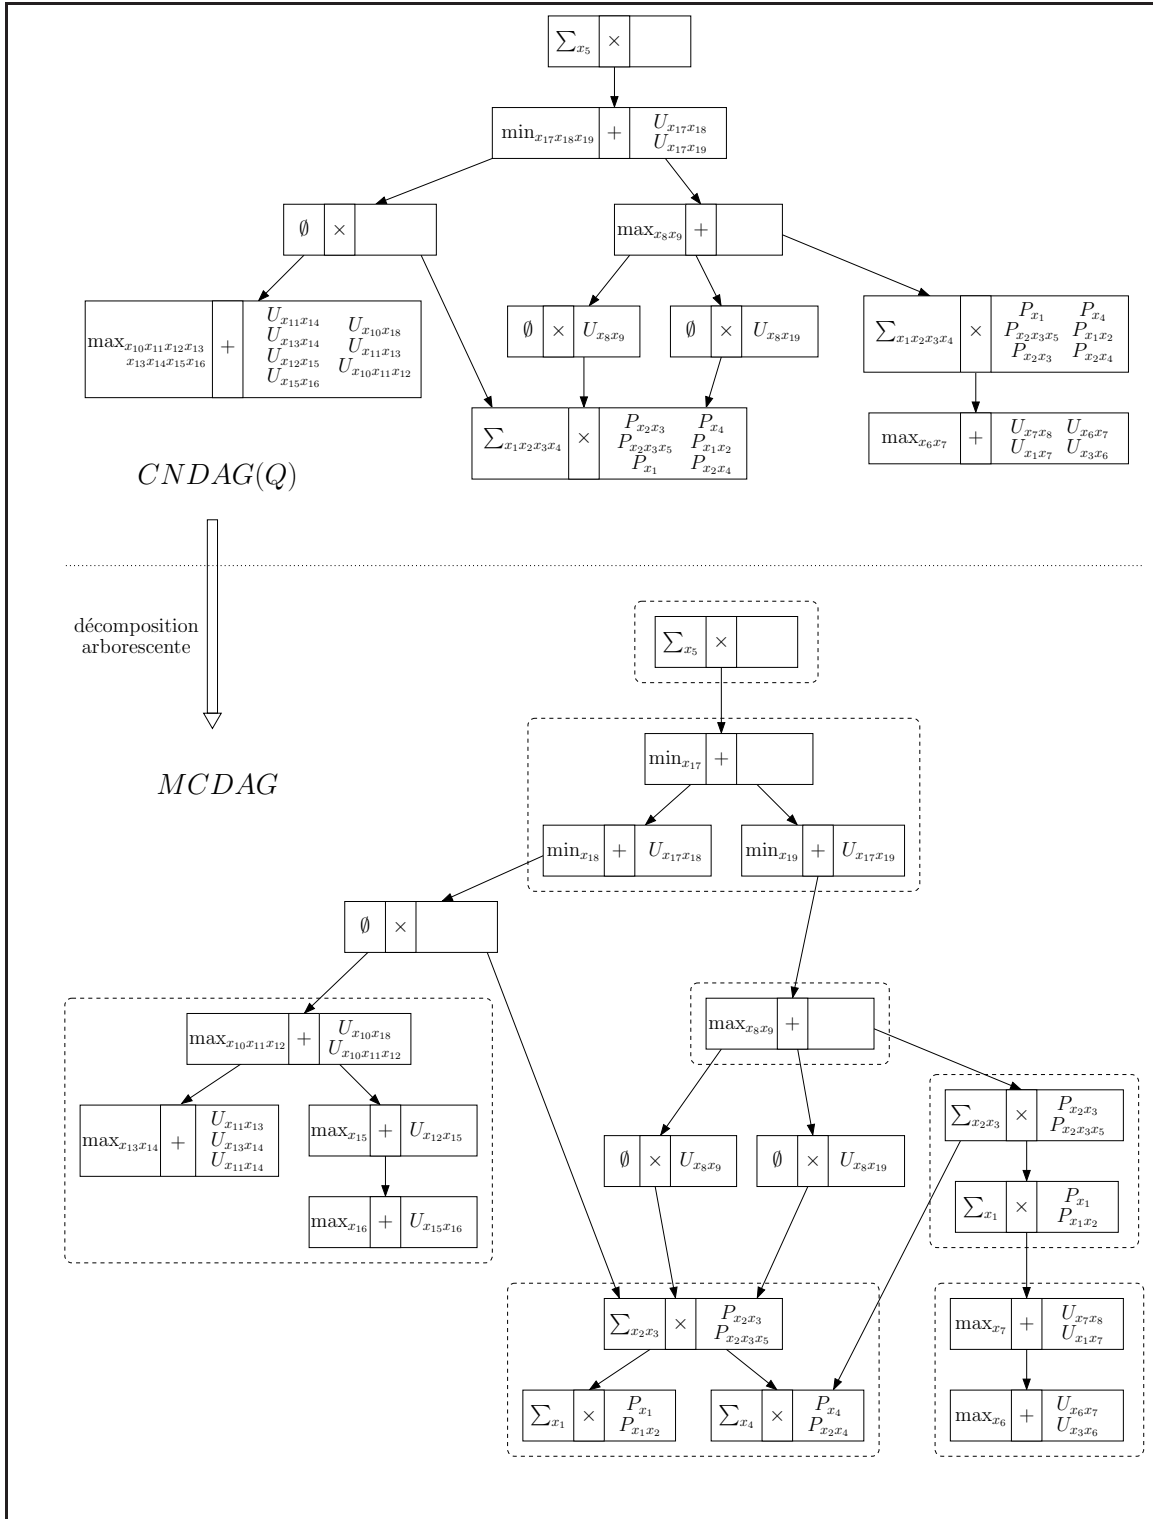 ∑x5 ×
minx17x18x19 + Ux17x18
Ux17x19
∅ ×
maxx8x9 +
maxx10x11x12x13
x13x14x15x16
+
Ux11x14
Ux13x14
Ux12x15
Ux15x16
Ux10x18
Ux11x13
Ux10x11x12
∅ × Ux8x9
∅ × Ux8x19
∑x1x2x3x4 ×
Px1 Px4
Px2x3x5 Px1x2
Px2x3 Px2x4
∑x1x2x3x4 ×
Px2x3 Px4
Px2x3x5 Px1x2
Px1 Px2x4
maxx6x7 +
Ux7x8 Ux6x7
Ux1x7 Ux3x6
CNDAG(Q)
décomposition
arborescente
MCDAG
∑x5 ×
minx17 +
minx18 + Ux17x18
minx19 + Ux17x19
∅ ×
maxx8x9 +
maxx10x11x12 +
Ux10x18
Ux10x11x12
maxx13x14 +
Ux11x13
Ux13x14
Ux11x14
maxx15 + Ux12x15
maxx16 + Ux15x16
∅ × Ux8x9
∅ × Ux8x19
∑x2x3 ×
Px2x3
Px2x3x5
∑x1 ×
Px1
Px1x2
∑x2x3 ×
Px2x3
Px2x3x5
∑x1 ×
Px1
Px1x2
∑x4 ×
Px4
Px2x4
maxx7 +
Ux7x8
Ux1x7
maxx6 +
Ux6x7
Ux3x6